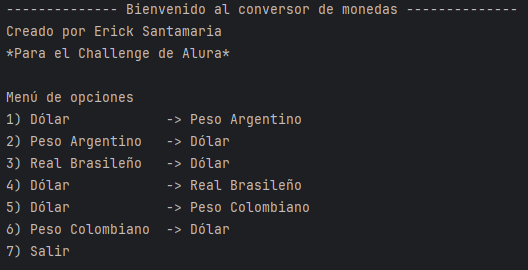 -------------- Bienvenido al conversor de monedas --------------
Creado por Erick Santamaria
*Para el Challenge de Alura*
Menú de opciones
1) Dólar            -> Peso Argentino
2) Peso Argentino   -> Dólar
3) Real Brasileño   -> Dólar
4) Dólar            -> Real Brasileño
5) Dólar            -> Peso Colombiano
6) Peso Colombiano  -> Dólar
7) Salir